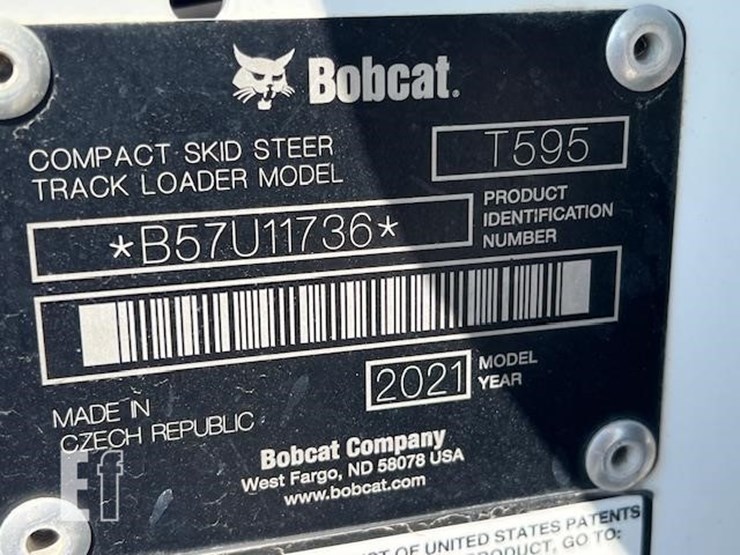 Bobcat.
COMPACT SKID STEER
TRACK LOADER MODEL
T595
*B57U11736*
PRODUCT
IDENTIFICATION
NUMBER
2021
MODEL
YEAR
MADE IN
CZECH REPUBLIC
Bobcat Company
West Fargo, ND 58078 USA
www.bobcat.com
Ef
OF UNITED STATES PATENTS
PRODUCT, GO TO: